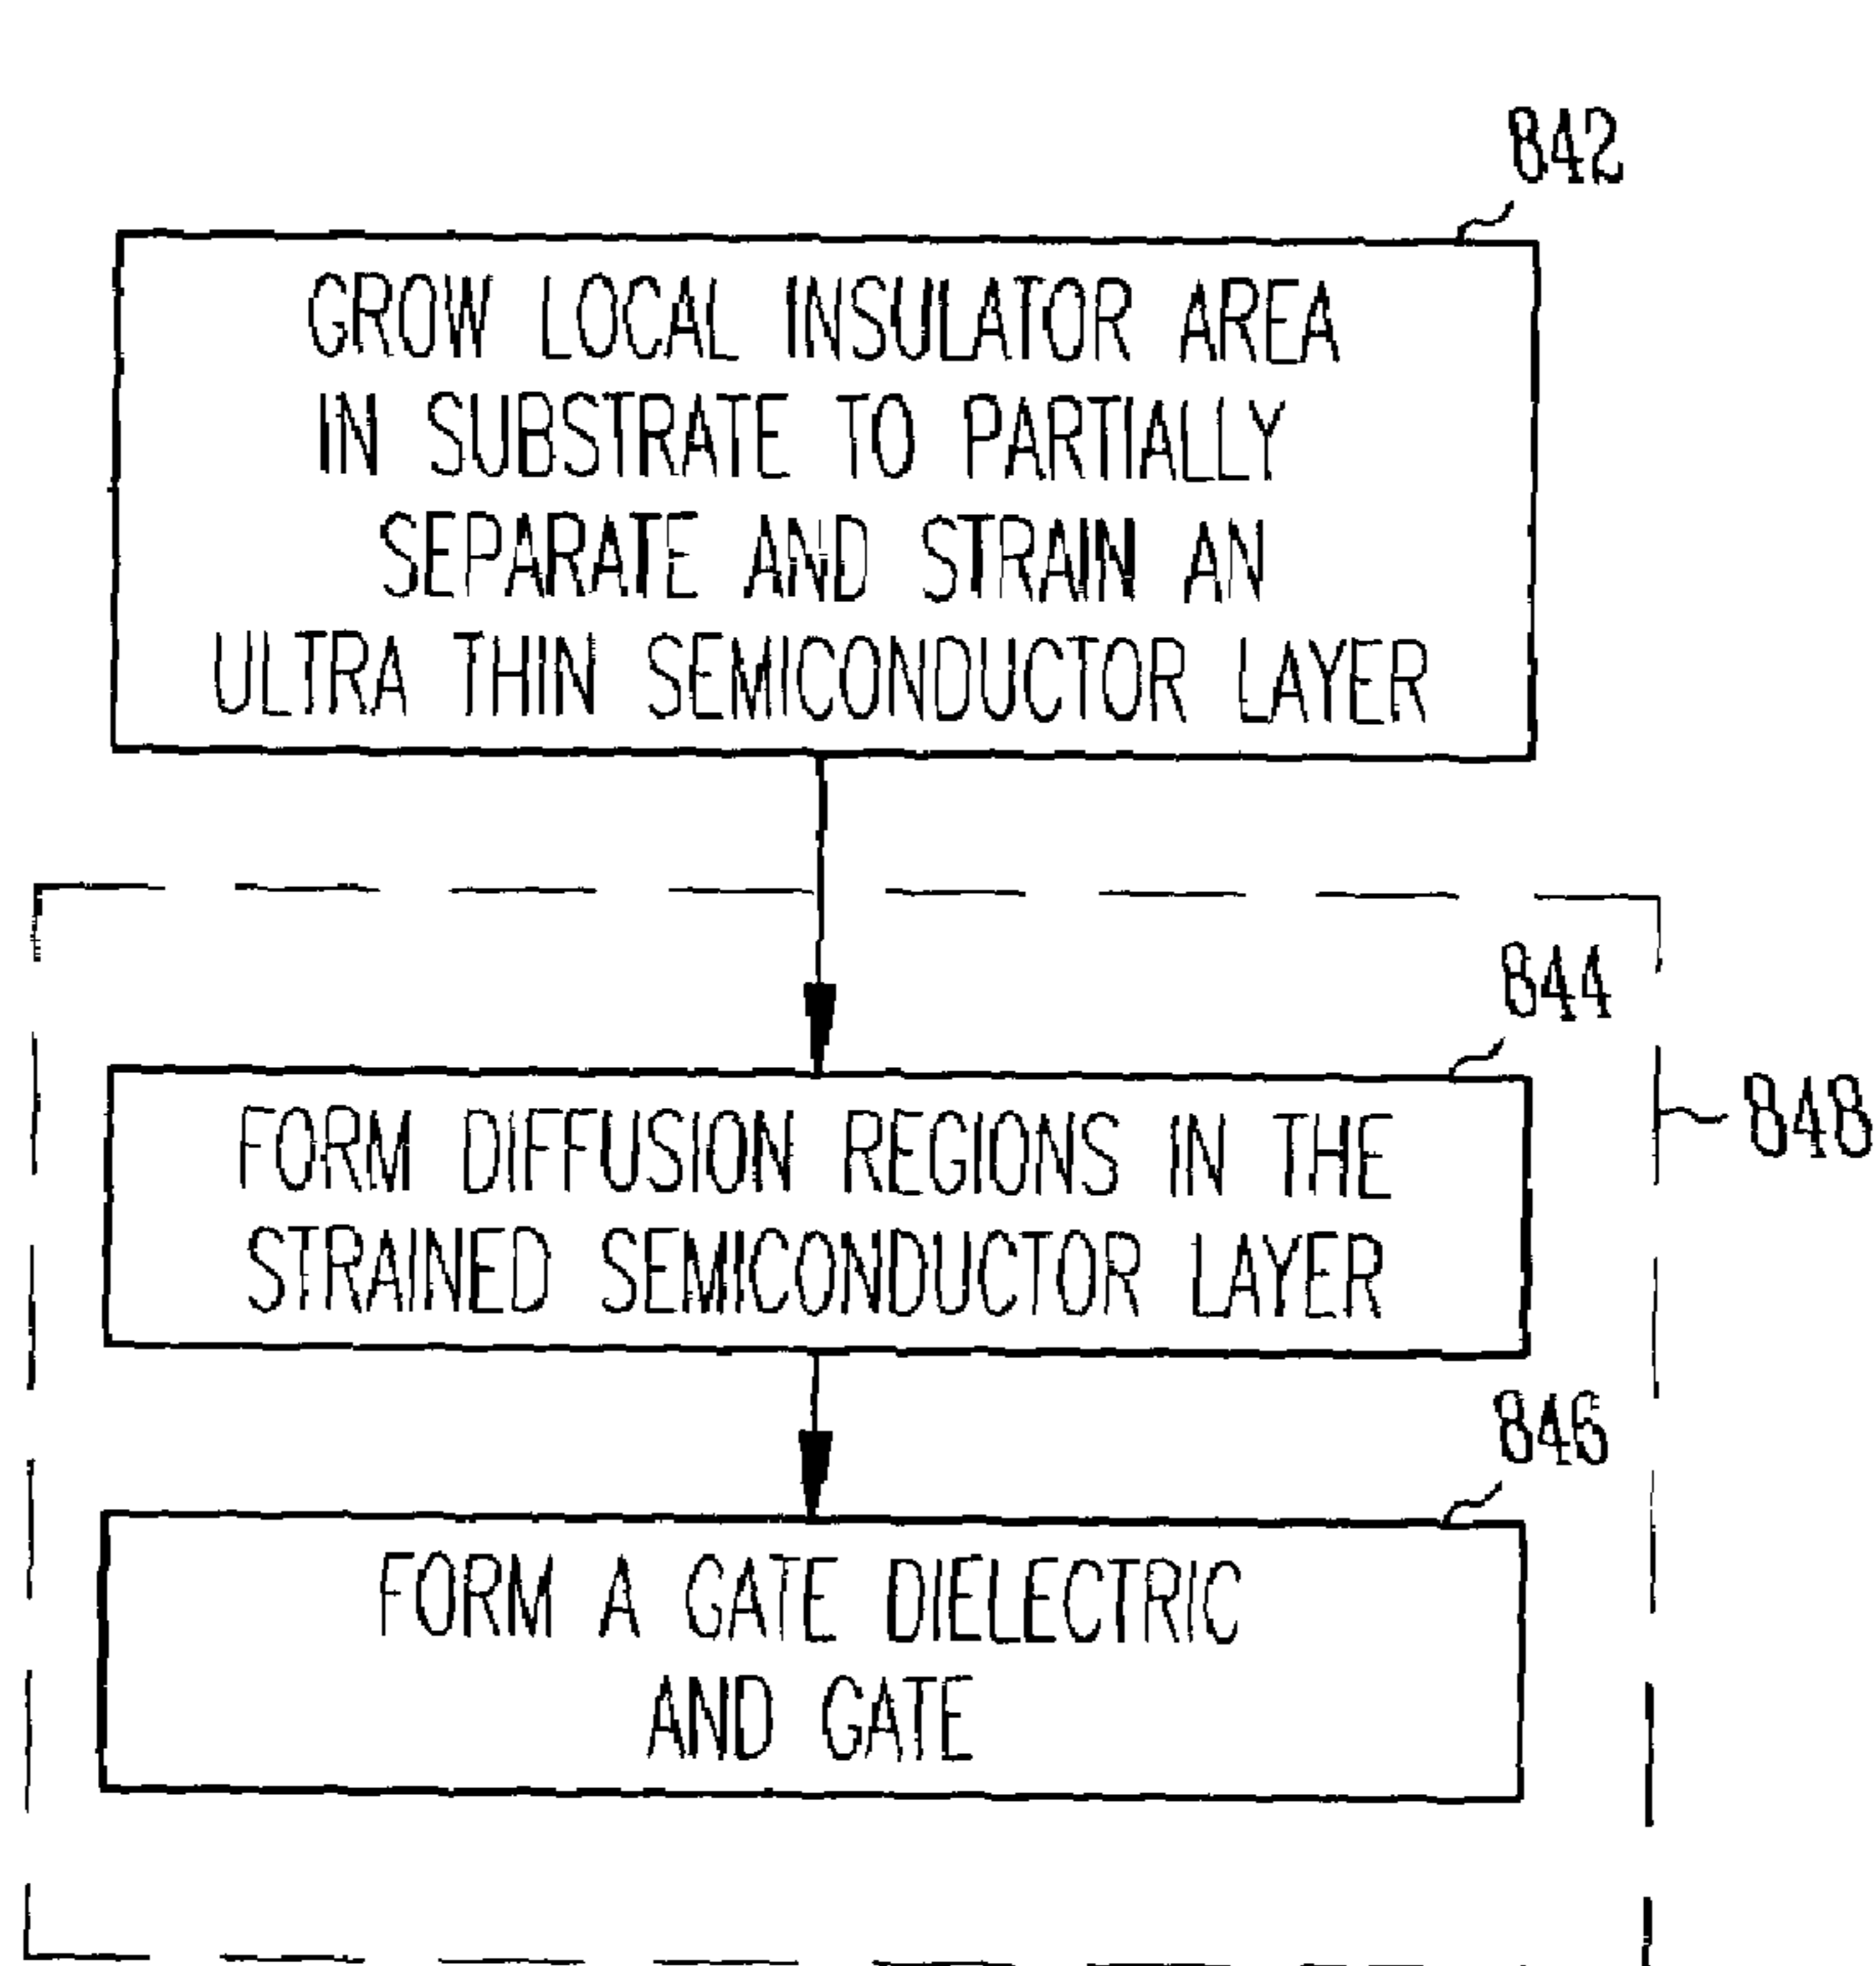 842
GROW LOCAL INSULATOR AREA
IN SUBSTRATE TO PARTIALLY
SEPARATE AND STRAIN AN
ULTRA THIN SEMICONDUCTOR LAYER
844
848
FORM DIFFUSION REGIONS IN THE
STRAINED SEMICONDUCTOR LAYER
846
FORM A GATE DIELECTRIC
AND GATE